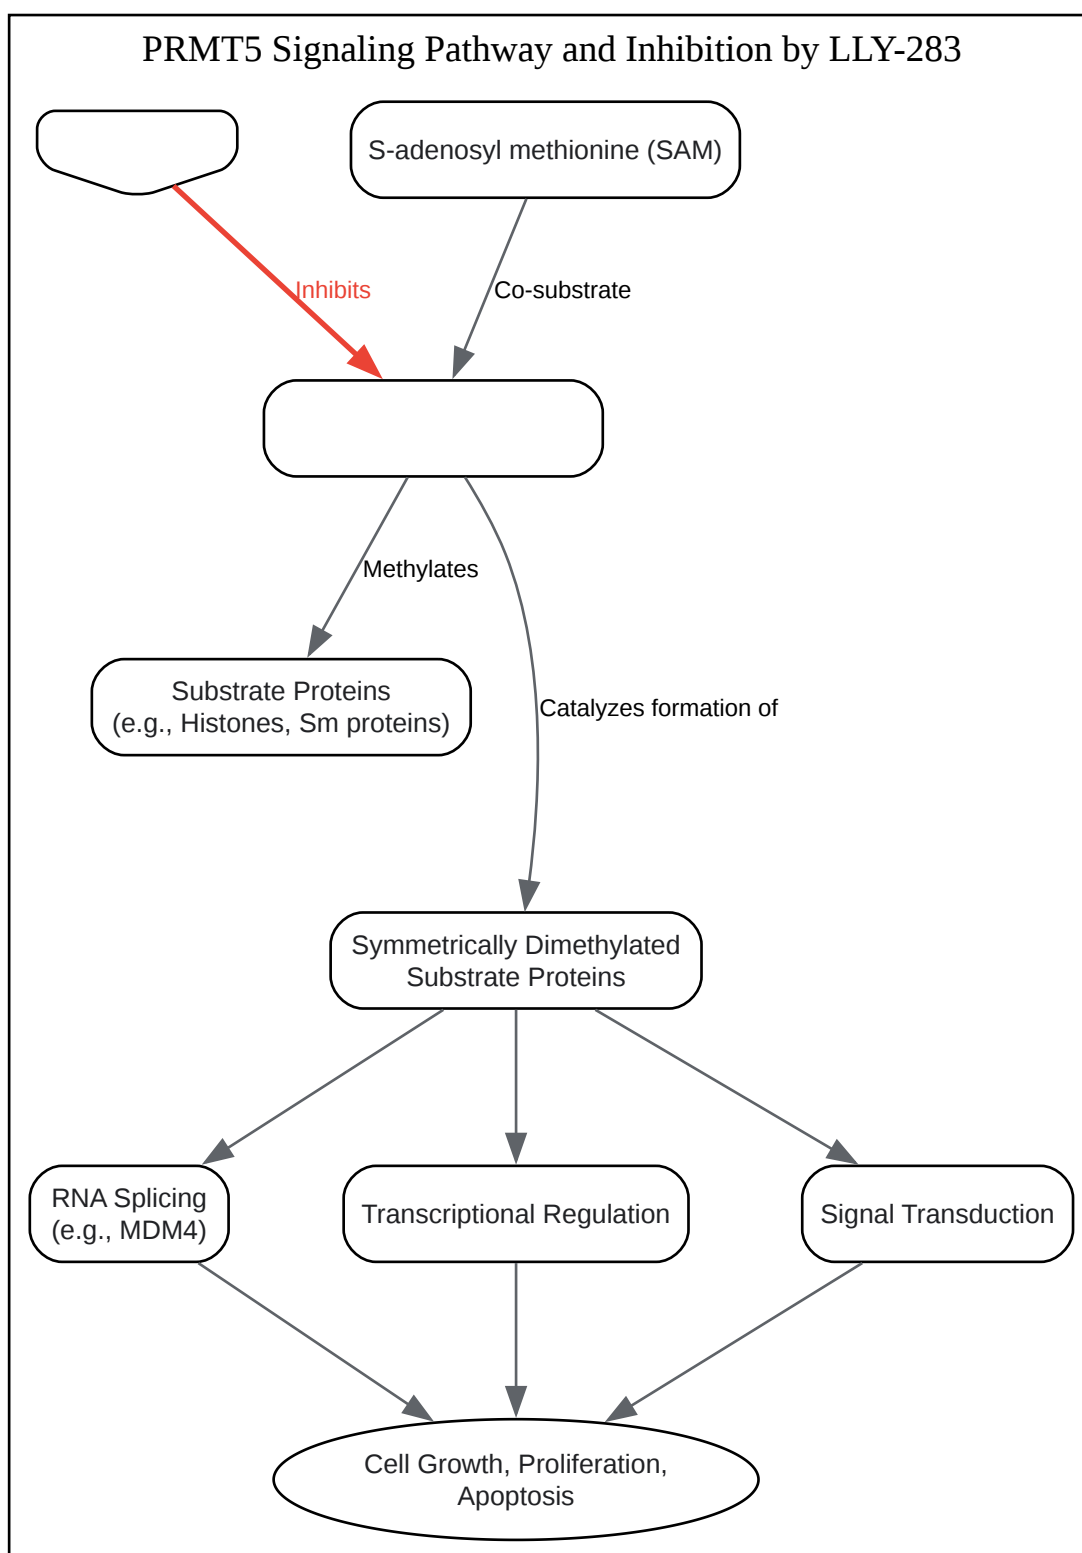 PRMT5 Signaling Pathway and Inhibition by LLY-283
S-adenosyl methionine (SAM)
Inhibits
Co-substrate
Methylates
Substrate Proteins
(e.g., Histones, Sm proteins)
Catalyzes formation of
Symmetrically Dimethylated
Substrate Proteins
RNA Splicing
(e.g., MDM4)
Transcriptional Regulation
Signal Transduction
Cell Growth, Proliferation,
Apoptosis